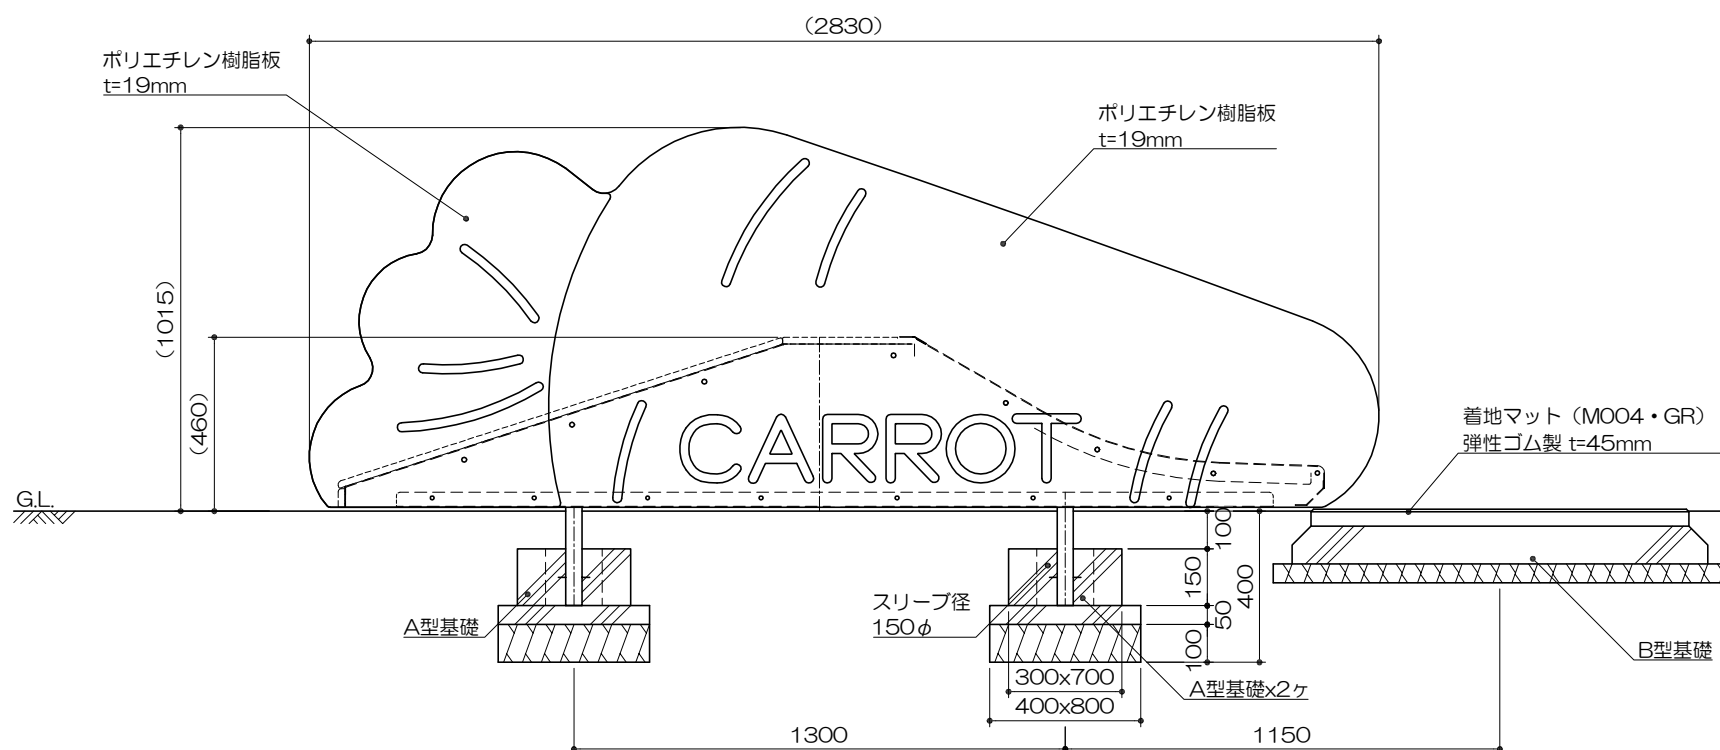 (2830)
ポリエチレン樹脂板
t=19mm
ポリエチレン樹脂板
t=19mm
(1015)
(460)
CARROT
着地マット（M004・GR）
弾性ゴム製 t=45mm
G.L.
100
150
400
50
100
スリーブ径
150φ
A型基礎
B型基礎
300x700
A型基礎x2ヶ
400x800
1300
1150